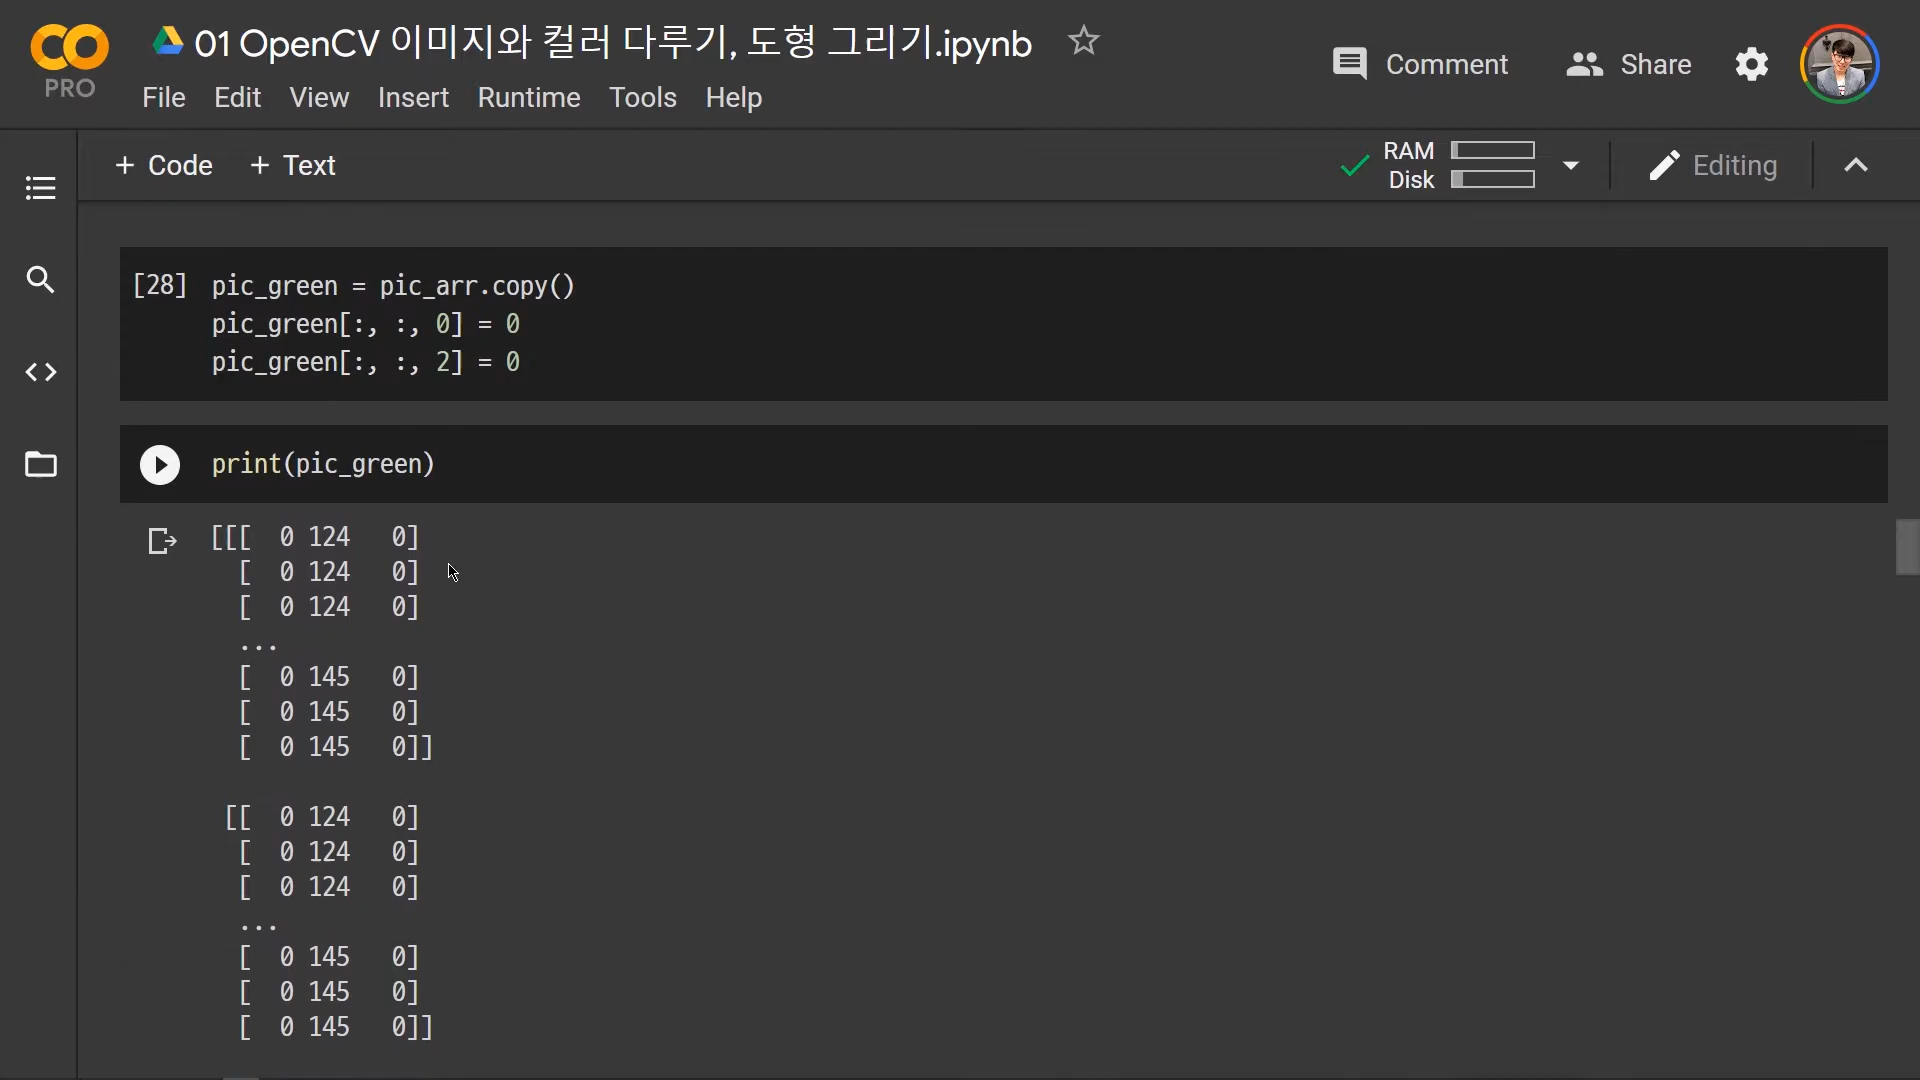 01 OpenCV 이미지와 컬러 다루기, 도형 그리기.ipynb
PRO
File Edit View Insert Runtime Tools Help
Comment Share
+ Code + Text
RAM
Disk
Editing
[28] pic_green = pic_arr.copy()
pic_green[:, :, 0] = 0
pic_green[:, :, 2] = 0
print(pic_green)
[[[  0 124   0]
[  0 124   0]
[  0 124   0]
...
[  0 145   0]
[  0 145   0]
[  0 145   0]]
[[  0 124   0]
[  0 124   0]
[  0 124   0]
...
[  0 145   0]
[  0 145   0]
[  0 145   0]]